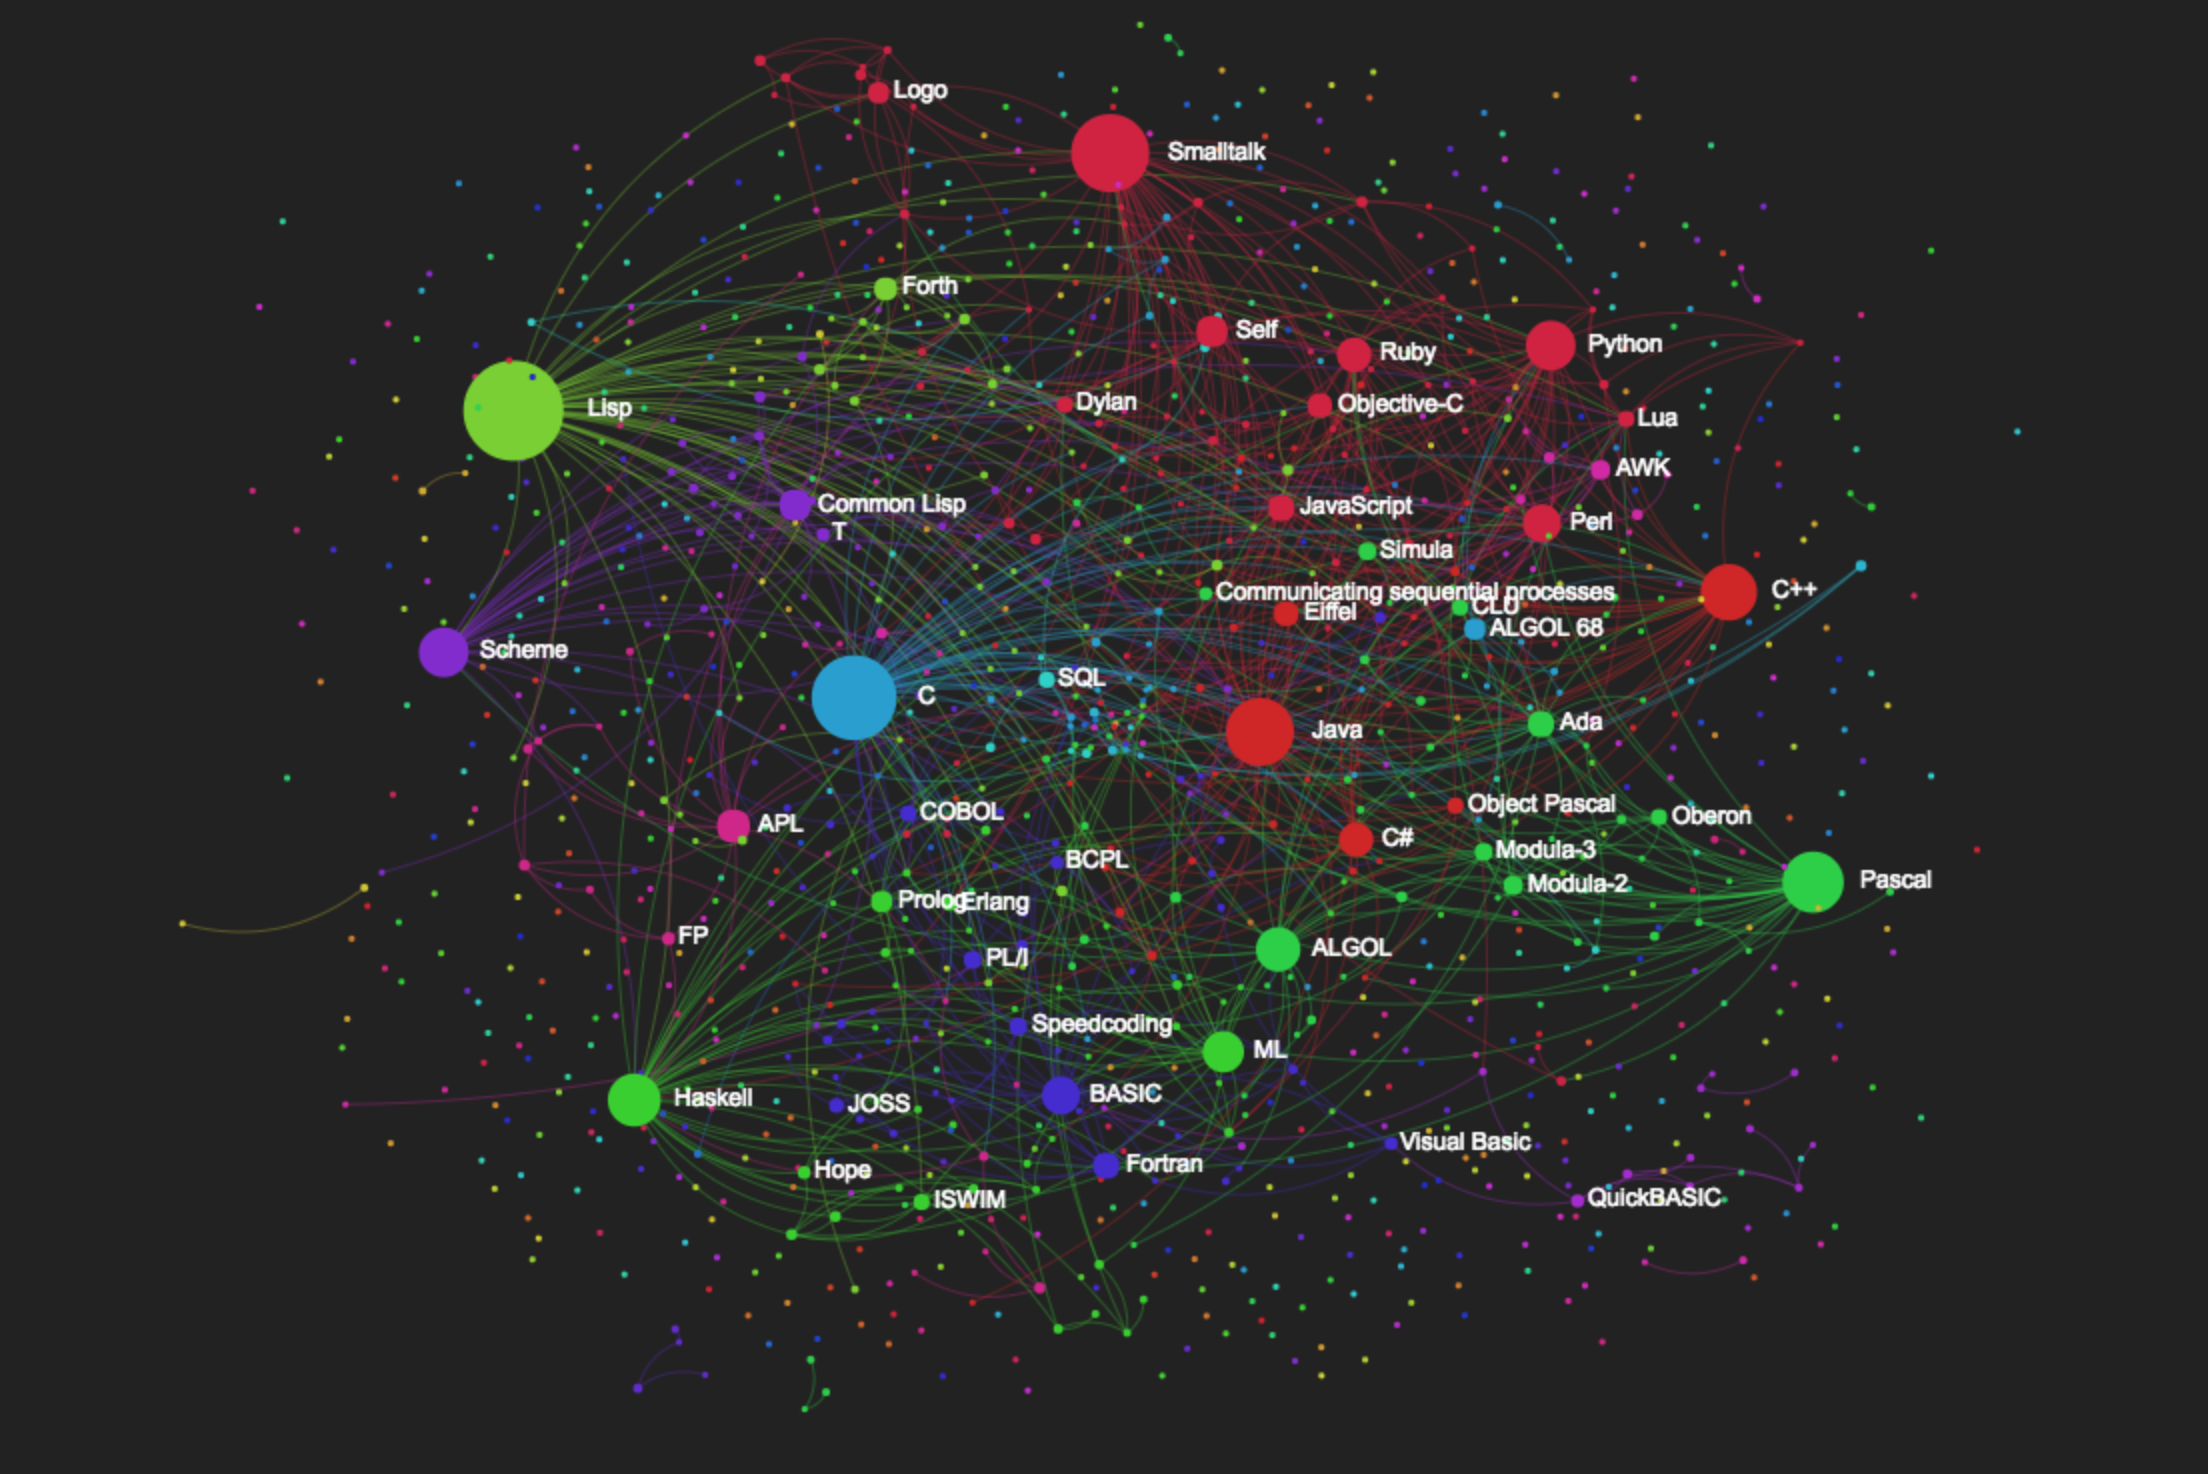 Logo
Smalltalk
Forth
Self
Ruby
Python
Lisp
Dylan
Objective-C
Lua
AWK
Common Lisp
JavaScript
Perl
T
Simula
Communicating sequential processes
C++
CLU
Eiffel
ALGOL 68
Scheme
SQL
C
Ada
Java
Object Pascal
COBOL
Oberon
APL
C#
Modula-3
BCPL
Pascal
Modula-2
Prolog
Erlang
FP
ALGOL
PL/I
Speedcoding
ML
Haskell
BASIC
JOSS
Visual Basic
Fortran
Hope
ISWIM
QuickBASIC